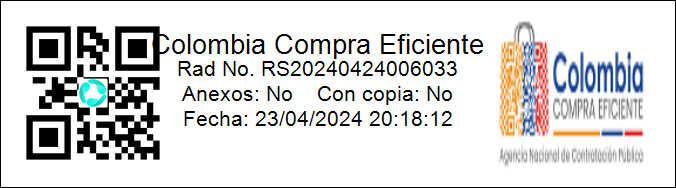 Colombia Compra Eficiente
Rad No. RS20240424006033
Anexos: No Con copia: No
Fecha: 23/04/2024 20:18:12
Colombia
COMPRA EFICIENTE
Agencia Nacional de Contratación Pública